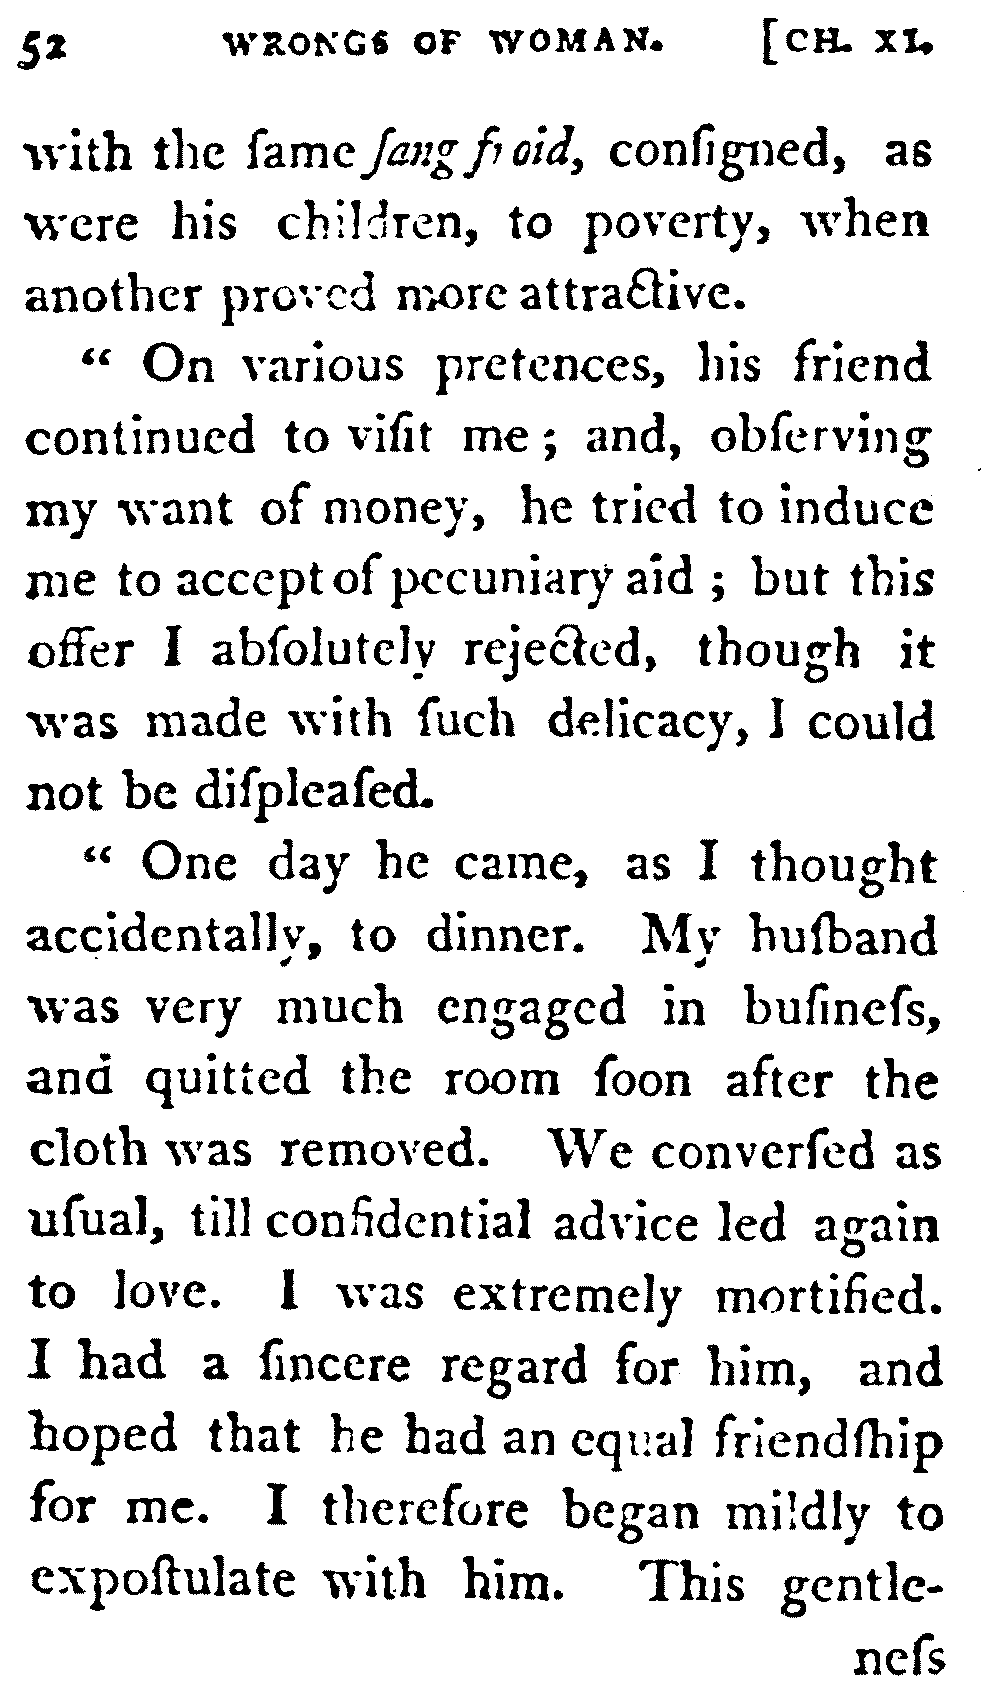 52 WRONGS OF WOMAN. [CH. XI.
with the ſame ſang froid, conſigned, as
were his children, to poverty, when
another proved more attractive.
“ On various pretences, his friend
continued to viſit me ; and, obſerving
my want of money, he tried to induce
me to accept of pecuniary aid ; but this
offer I abſolutely rejected, though it
was made with ſuch delicacy, I could
not be diſpleaſed.
“ One day he came, as I thought
accidentally, to dinner. My huſband
was very much engaged in buſineſs,
and quitted the room ſoon after the
cloth was removed. We converſed as
uſual, till confidential advice led again
to love. I was extremely mortified.
I had a ſincere regard for him, and
hoped that he had an equal friendſhip
for me. I therefore began mildly to
expoſtulate with him. This gentle-
neſs